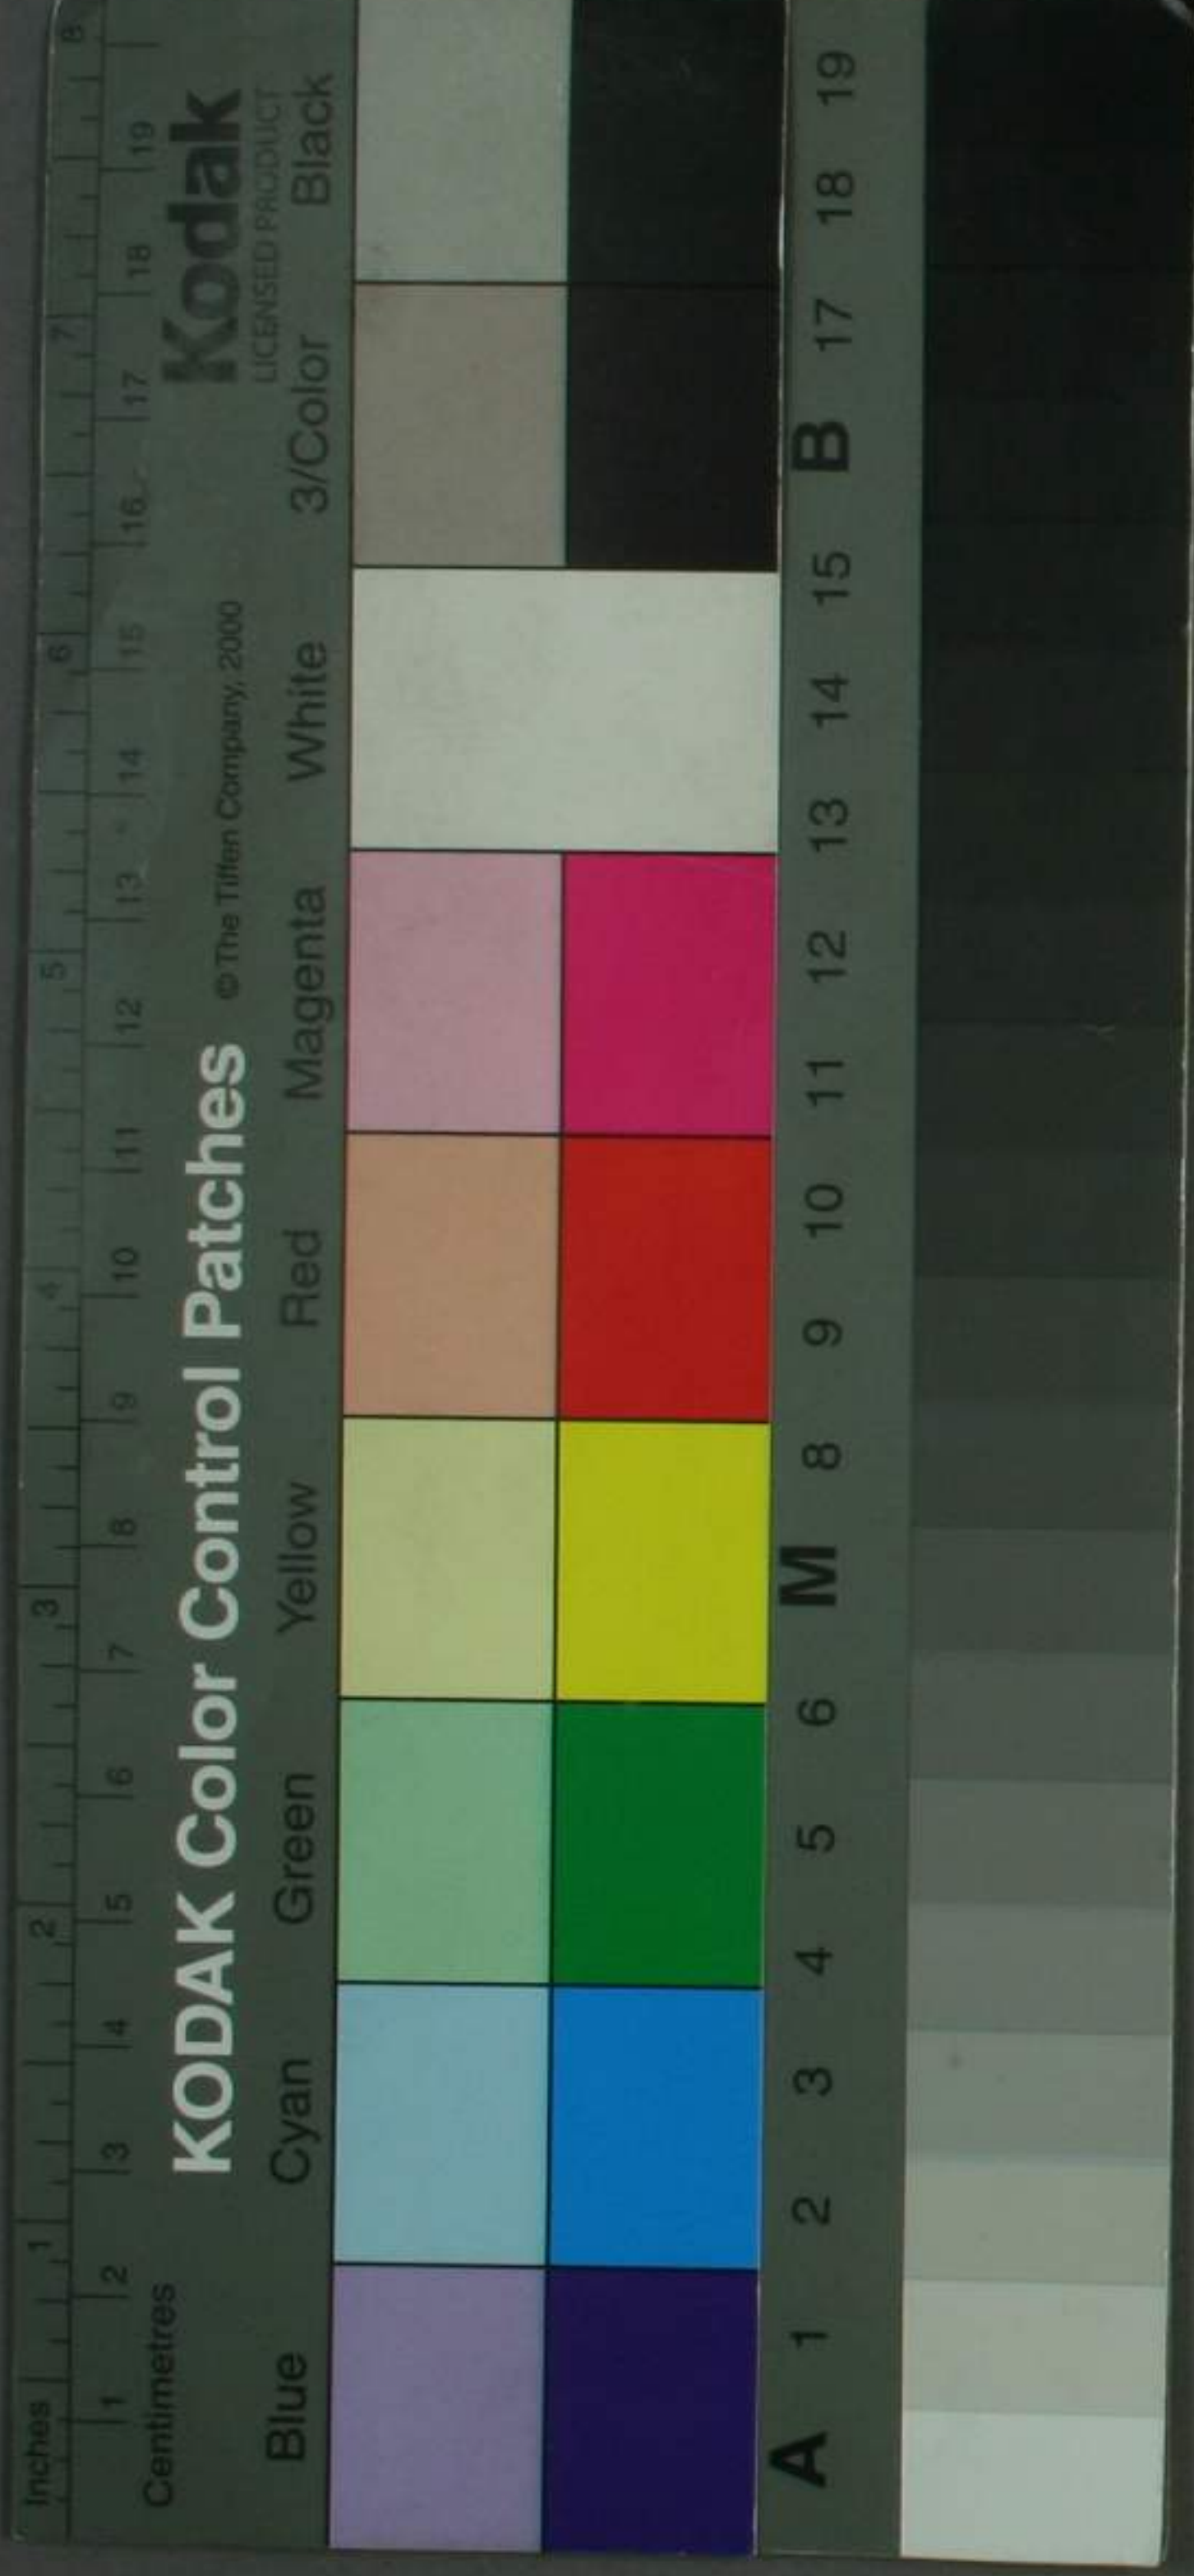 Inches 1 2 3 4 5 6 7 8
Centimetres 1 2 3 4 5 6 7 8 9 10 11 12 13 14 15 16 17 18 19
KODAK Color Control Patches © The Tiffen Company, 2000 Kodak
LICENSED PRODUCT
Blue Cyan Green Yellow Red Magenta White 3/Color Black
A 1 2 3 4 5 6 M 8 9 10 11 12 13 14 15 B 17 18 19